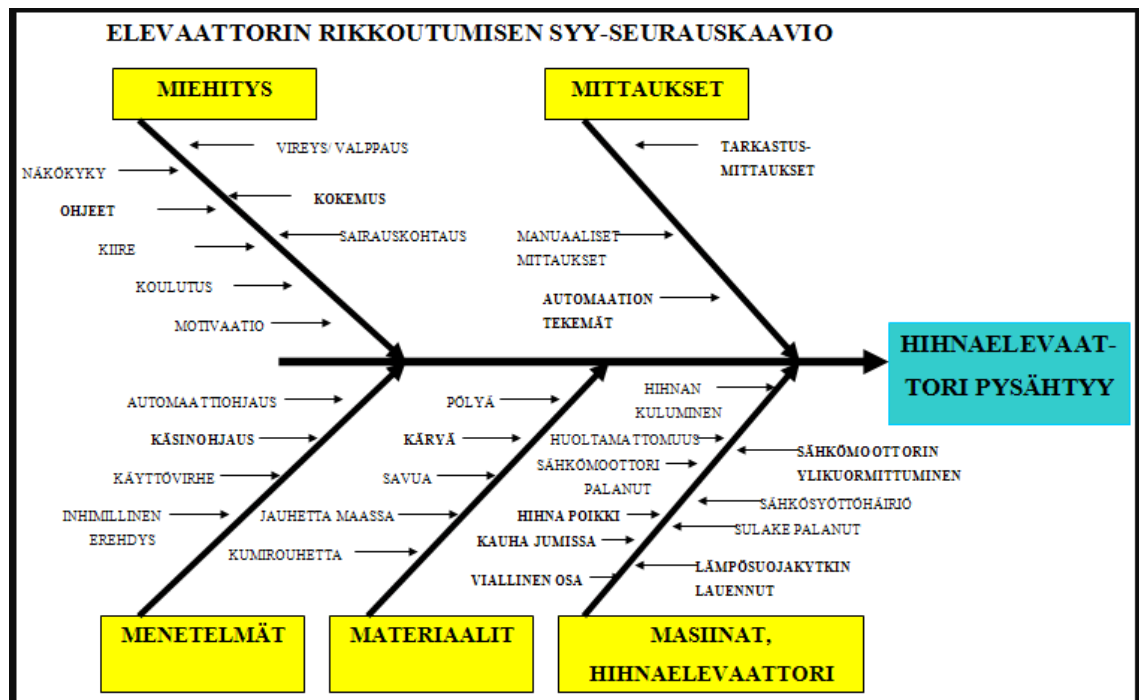 ELEVAATTORIN RIKKOUTUMISEN SYY-SEURAUSKAAVIO
MIEHITYS
MITTAUKSET
VIREYS/ VALPPAUS
NÄKÖKYKY
KOKEMUS
OHJEET
SAIRAUSKOHTAUS
KIIRE
KOULUTUS
MOTIVAATIO
TARKASTUS-
MITTAUKSET
MANUAALISET
MITTAUKSET
AUTOMAATION
TEKEMÄT
HIHNAELEVAAT-
TORI PYSÄHTYY
AUTOMAATTIOHJAUS
KÄSINOHJAUS
KÄYTTÖVIRHE
INHIMILLINEN
EREHDYS
PÖLYÄ
KÄRVÄ
SAVUA
JAUHETTA MAASSA
KUMIROUHETTA
HIHNAN
KULUMINEN
HUOLTAMATTOMUUS
SÄHKÖMOOTTORI
PALANUT
HIHNA POIKKI
KAUHA JUMISSA
VIALLINEN OSA
SÄHKÖMOOTTORIN
YLIKUORMITTUMINEN
SÄHKÖSYÖTTÖHÄIRIÖ
SULAKE PALANUT
LÄMPÖSUOJAKYTKIN
LAUENNUT
MENETELMÄT
MATERIAALIT
MASIINAT,
HIHNAELEVAATTORI